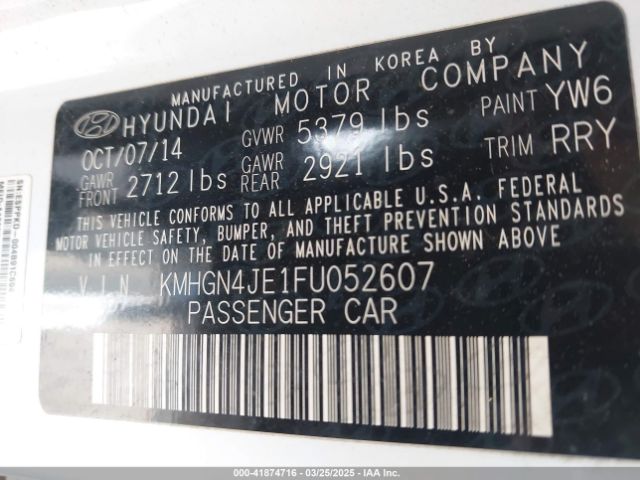 MANUFACTURED IN KOREA BY
HYUNDAI MOTOR COMPANY
OCT/07/14 GVWR 5379 lbs PAINT YW6
GAWR FRONT 2712 lbs GAWR REAR 2921 lbs TRIM RRY
THIS VEHICLE CONFORMS TO ALL APPLICABLE U.S.A. FEDERAL
MOTOR VEHICLE SAFETY, BUMPER, AND THEFT PREVENTION STANDARDS
IN EFFECT ON THE DATE OF MANUFACTURE SHOWN ABOVE.
V I N KMHGN4JE1FU052607
PASSENGER CAR
000-41874716 - 03/25/2025 - IAA Inc.